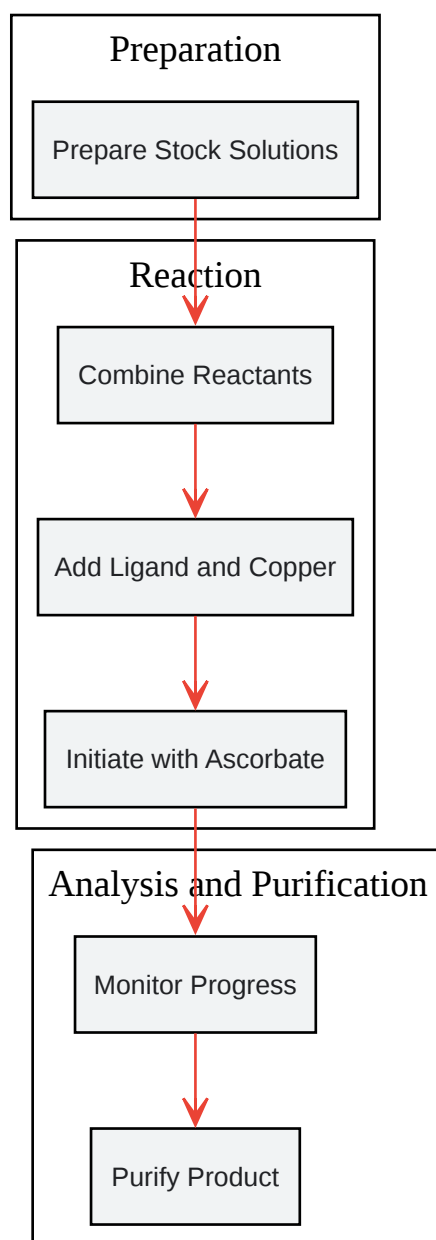 Preparation
Prepare Stock Solutions
Reaction
Combine Reactants
Add Ligand and Copper
Initiate with Ascorbate
Analysis and Purification
Monitor Progress
Purify Product